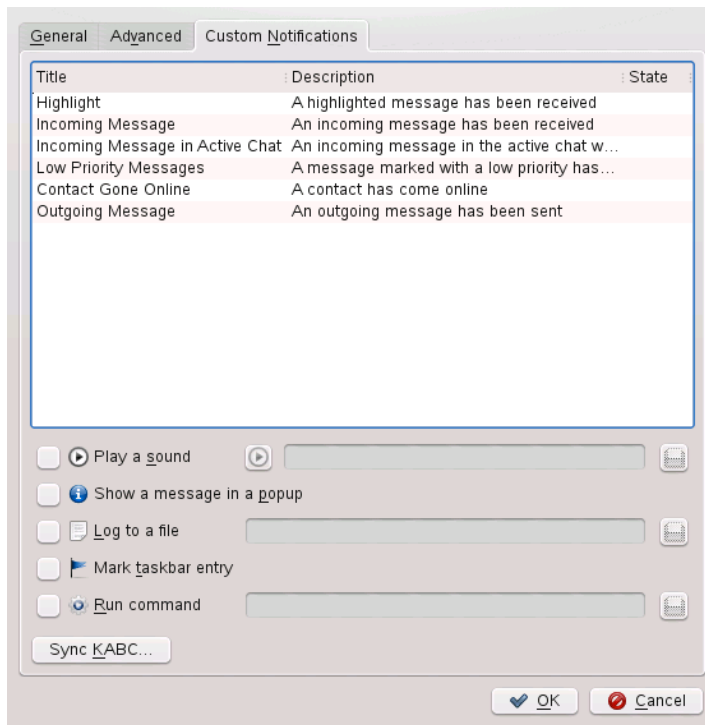 General Advanced Custom Notifications
Title Description State
Highlight A highlighted message has been received
Incoming Message An incoming message has been received
Incoming Message in Active Chat An incoming message in the active chat w...
Low Priority Messages A message marked with a low priority has...
Contact Gone Online A contact has come online
Outgoing Message An outgoing message has been sent
Play a sound
Show a message in a popup
Log to a file
Mark taskbar entry
Run command
Sync KABC...
OK Cancel